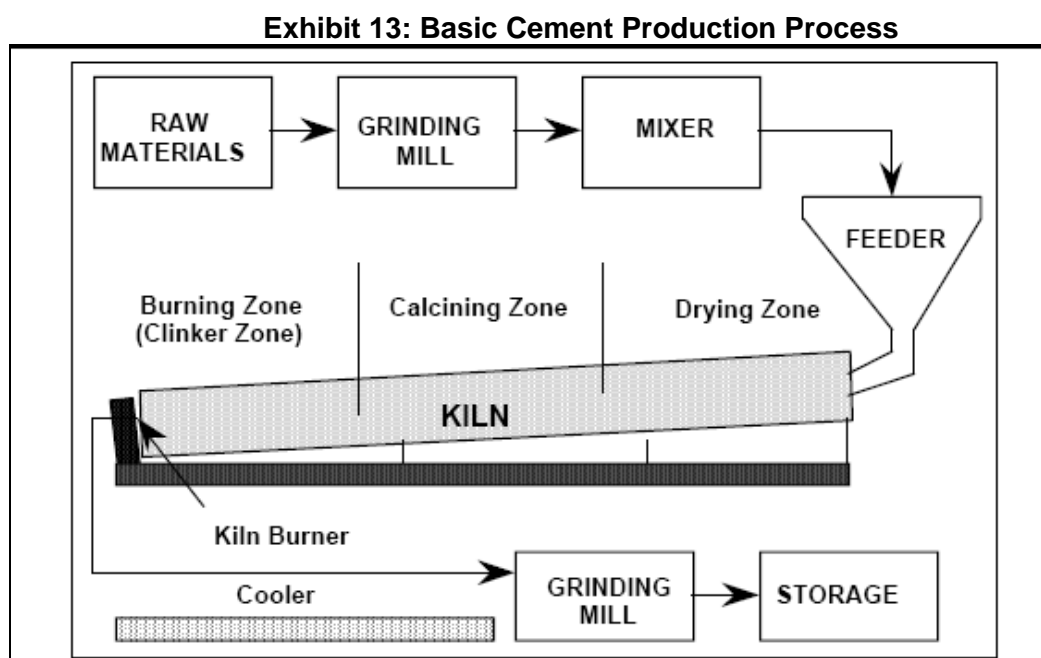 Exhibit 13: Basic Cement Production Process
RAW
MATERIALS
GRINDING
MILL
MIXER
FEEDER
Burning Zone
(Clinker Zone)
Calcining Zone
Drying Zone
KILN
Kiln Burner
Cooler
GRINDING
MILL
STORAGE